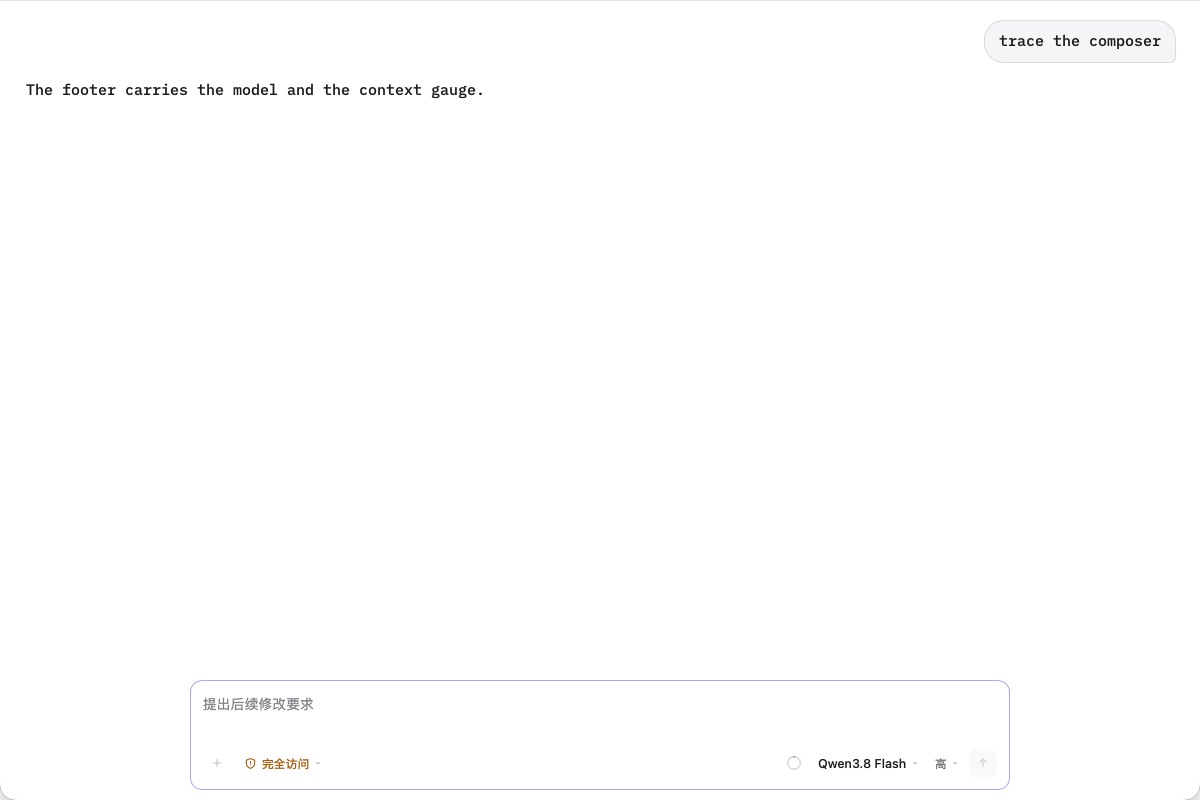 trace the composer
The footer carries the model and the context gauge.
提出后续修改要求
完全访问
Qwen3.8 Flash
高